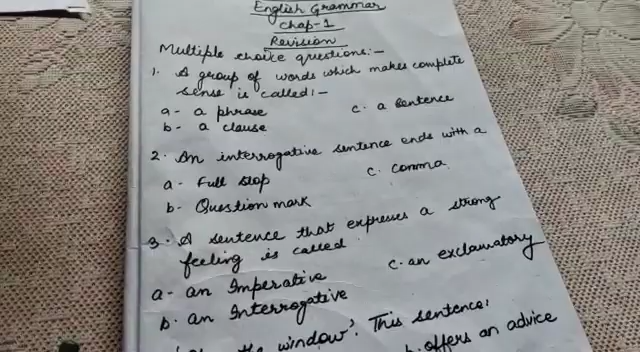 English Grammar
Chap-1
Revision
Multiple choice questions:-
1. A group of words which makes complete
sense is called:-
a- a phrase
c. a sentence
b- a clause
2. An interrogative sentence ends with a
a- Full stop
c. comma
b- Question mark
3. A sentence that expresses a strong
feeling is called
a- an Imperative
c. an exclamatory
b. an Interrogative
the window'. This sentence:
b. offers an advice